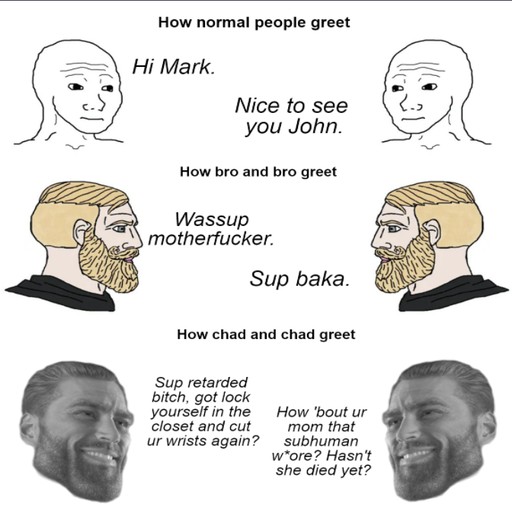 How normal people greet
Hi Mark.
Nice to see
you John.
How bro and bro greet
Wassup
motherfucker.
Sup baka.
How chad and chad greet
Sup retarded
bitch, got lock
yourself in the
closet and cut
ur wrists again?
How 'bout ur
mom that
subhuman
w*ore? Hasn't
she died yet?